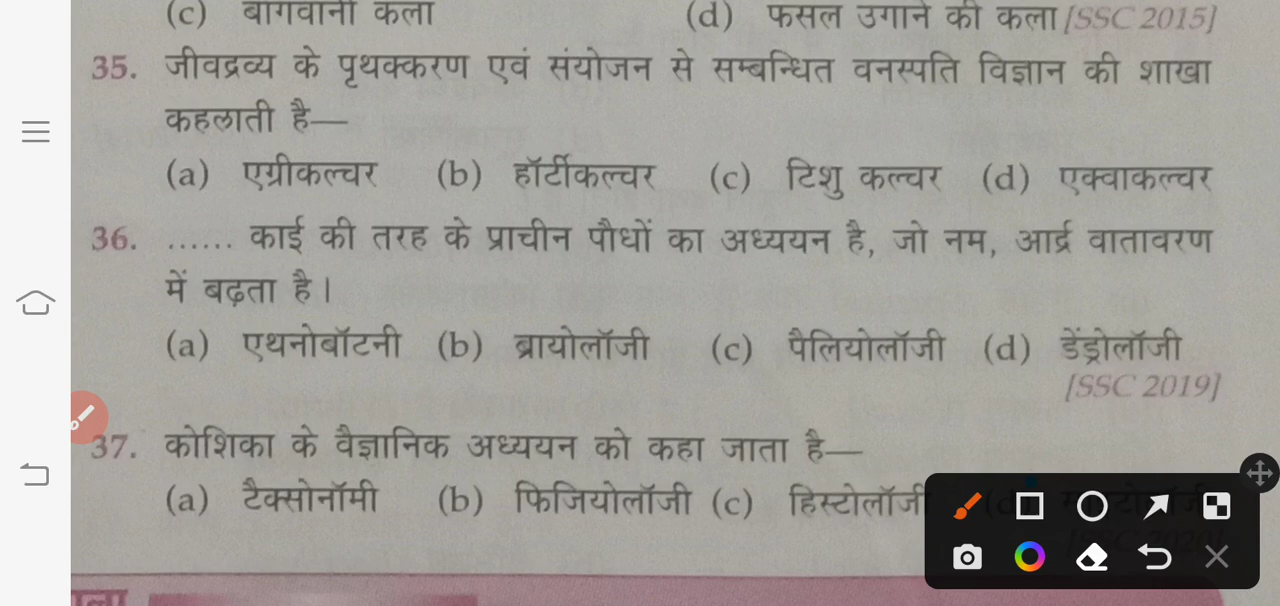 (c) बागवानी कला (d) फसल उगाने की कला [SSC 2015]
35. जीवद्रव्य के पृथक्करण एवं संयोजन से सम्बन्धित वनस्पति विज्ञान की शाखा
कहलाती है—
(a) एग्रीकल्चर (b) हॉर्टीकल्चर (c) टिशु कल्चर (d) एक्वाकल्चर
36. ...... काई की तरह के प्राचीन पौधों का अध्ययन है, जो नम, आर्द्र वातावरण
में बढ़ता है।
(a) एथनोबॉटनी (b) ब्रायोलॉजी (c) पैलियोलॉजी (d) डेंड्रोलॉजी
[SSC 2019]
37. कोशिका के वैज्ञानिक अध्ययन को कहा जाता है—
(a) टैक्सोनॉमी (b) फिजियोलॉजी (c) हिस्टोलॉजी (d)
[SSC 2020]